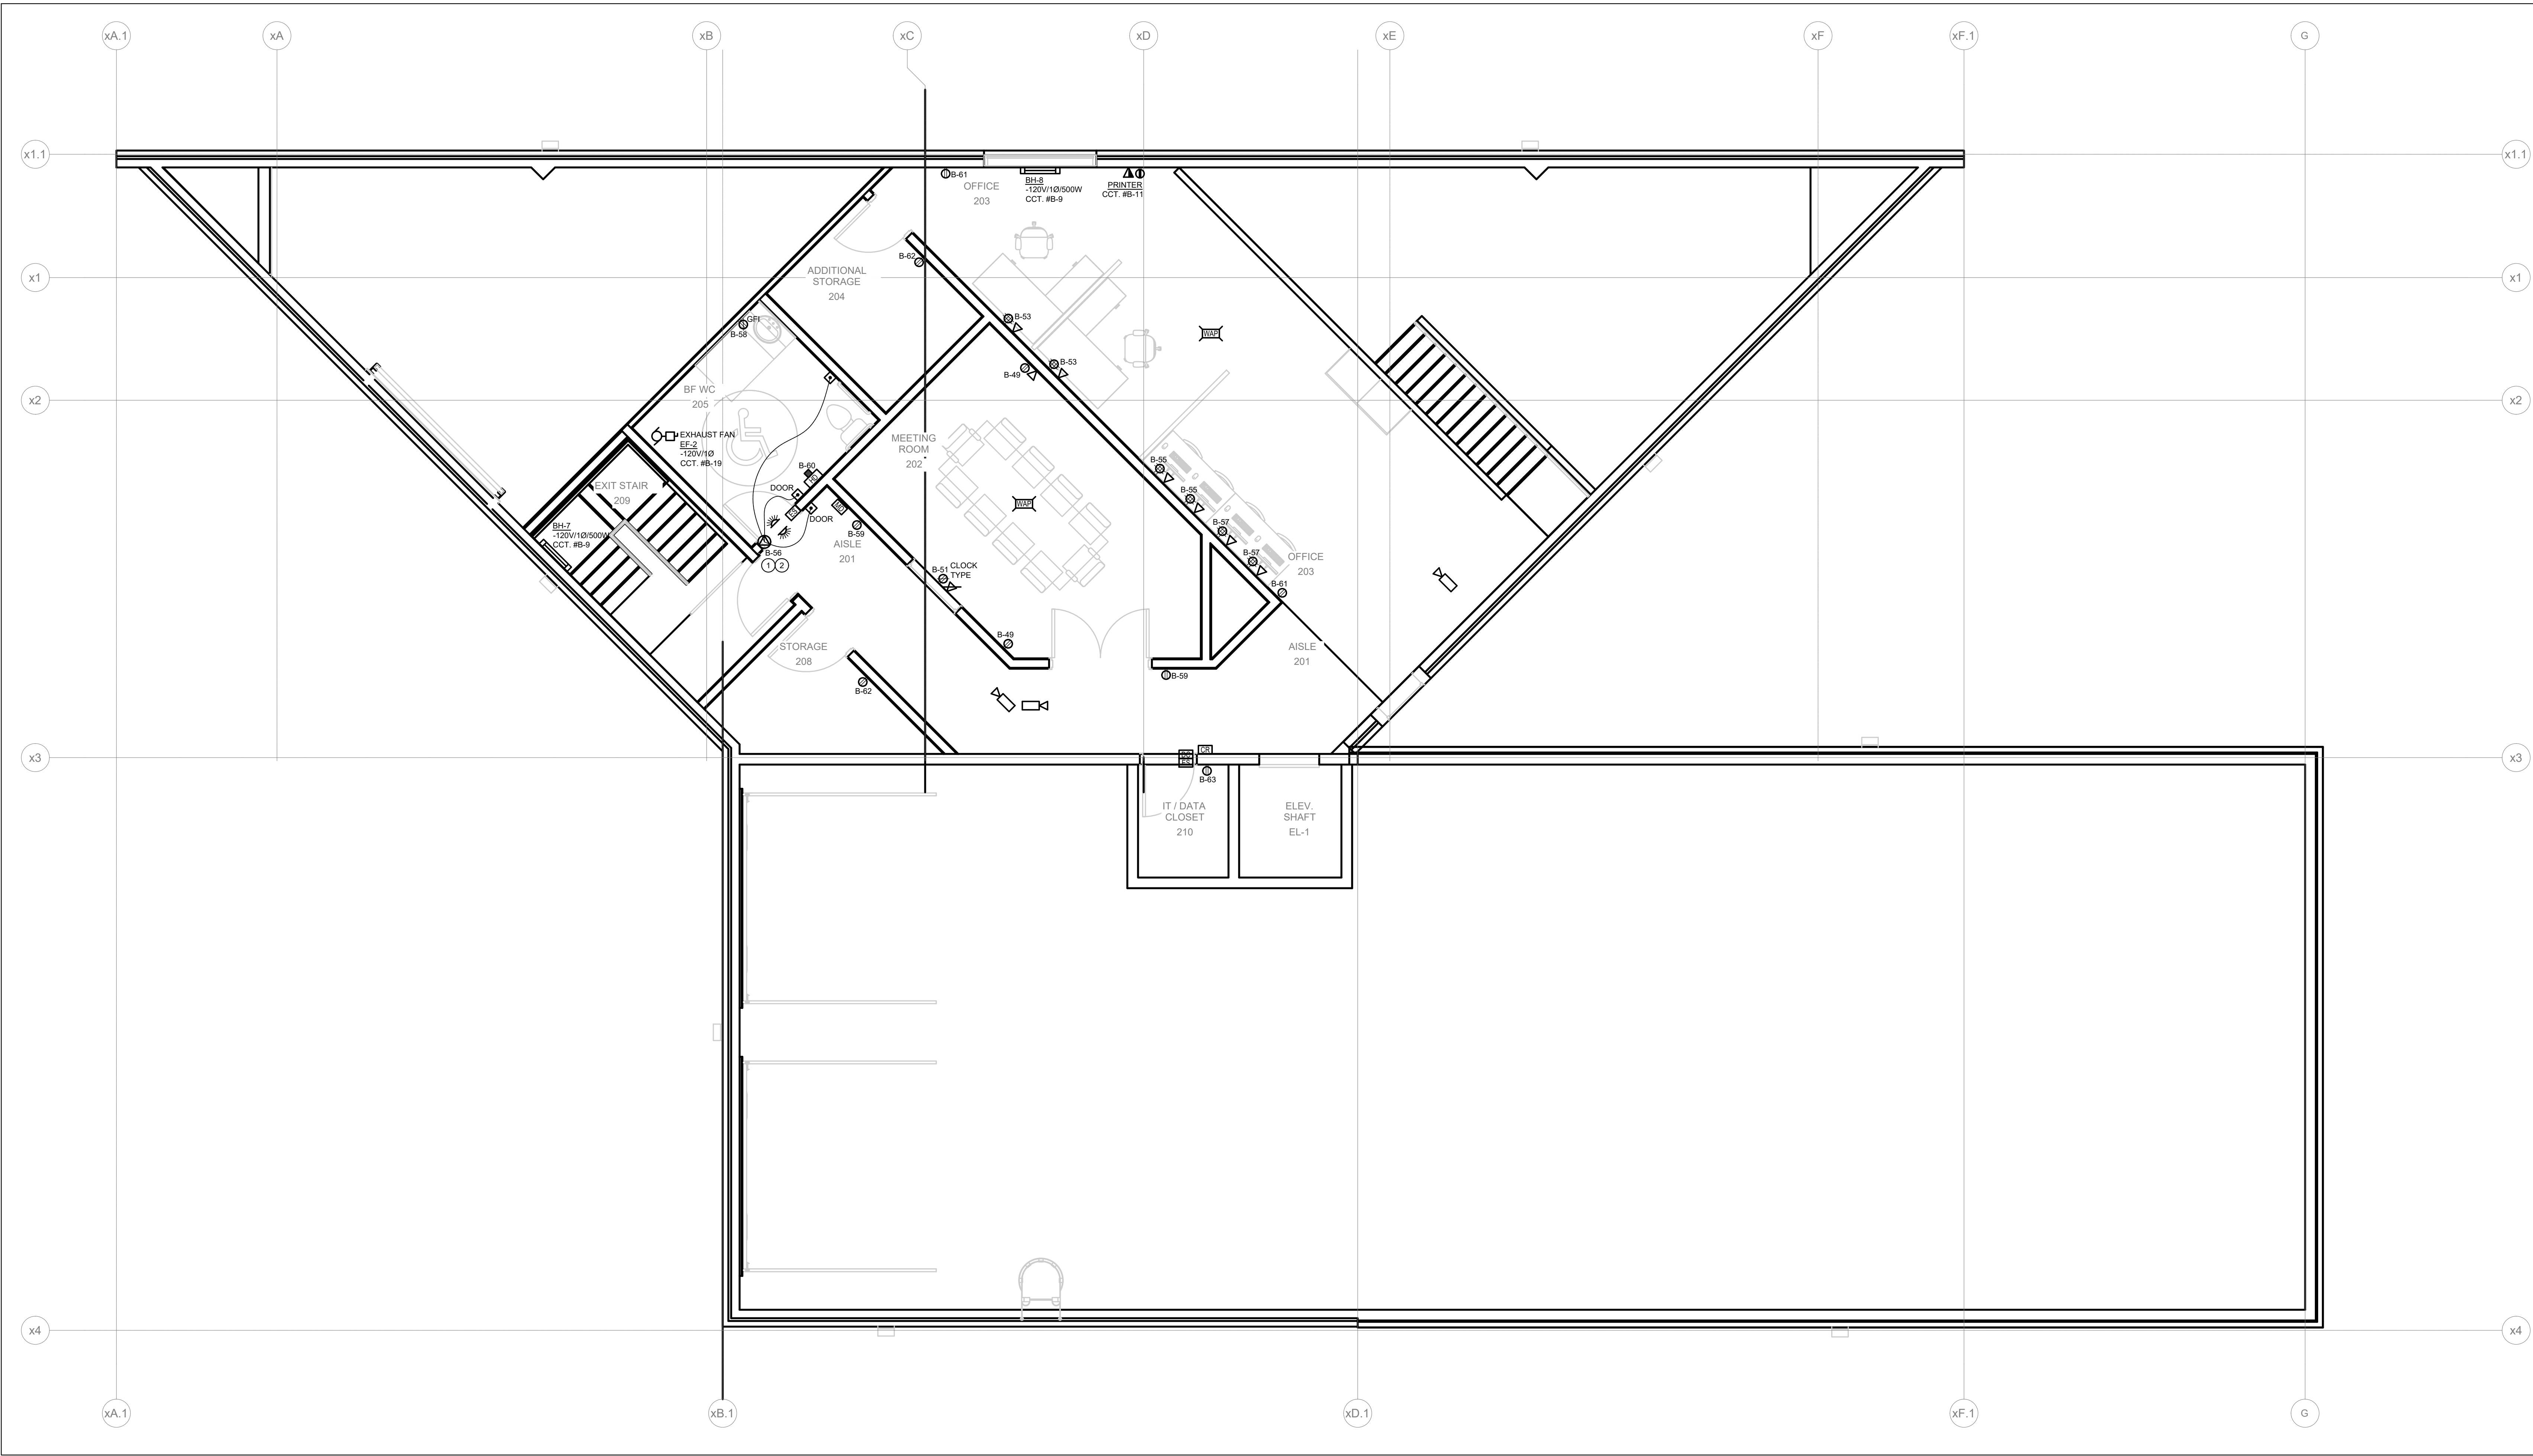 xA.1
xA
xB
xC
xD
xE
xF
xF.1
G
x1.1
x1.1
B-61
OFFICE
203
BH-8
-120V/1Ø/500W
CCT. #B-9
PRINTER
CCT. #B-11
B-62
x1
ADDITIONAL
STORAGE
204
x1
B-53
GFI
B-58
WAP
B-53
B-49
BF WC
205
x2
x2
EXHAUST FAN
EF-2
-120V/1Ø
CCT. #B-19
MEETING
ROOM
202
B-60
HD
B-55
EXIT STAIR
209
DOOR
B-55
WAP
ES
DOOR
BH-7
-120V/1Ø/500W
CCT. #B-9
B-59
B-57
AISLE
201
B-56
1 2
B-57
OFFICE
203
B-51
CLOCK
TYPE
B-61
B-49
STORAGE
208
AISLE
201
B-62
B-59
x3
CR
ES
x3
B-63
IT / DATA
CLOSET
210
ELEV.
SHAFT
EL-1
x4
x4
xA.1
xB.1
xD.1
xF.1
G